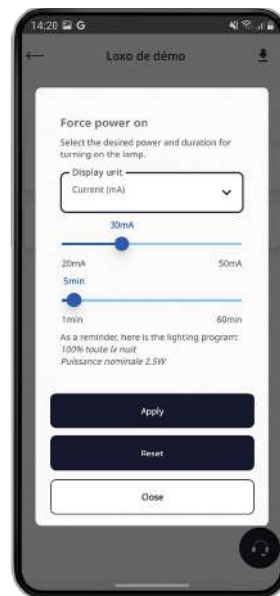 14:20 G
Loxo de démo
Force power on
Select the desired power and duration for
turning on the lamp.
Display unit
Current (mA)
30mA
20mA 50mA
5min
1min 60min
As a reminder, here is the lighting program:
100% toute la nuit
Puissance nominale 2.5W
Apply
Reset
Close